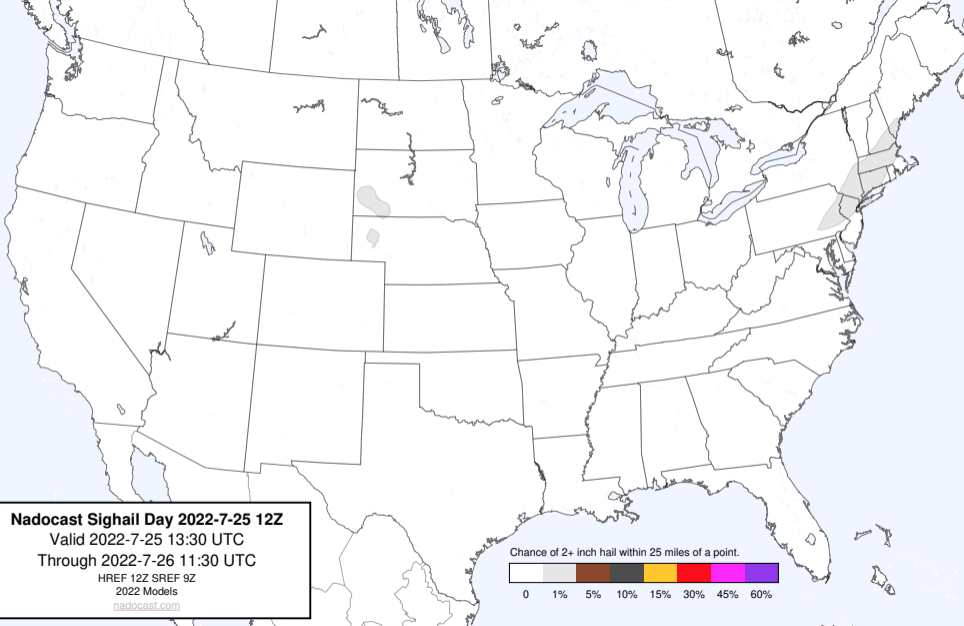 Nadocast Sighail Day 2022-7-25 12Z
Valid 2022-7-25 13:30 UTC
Through 2022-7-26 11:30 UTC
HREF 12Z SREF 9Z
2022 Models
nadocast.com
Chance of 2+ inch hail within 25 miles of a point.
0 1% 5% 10% 15% 30% 45% 60%